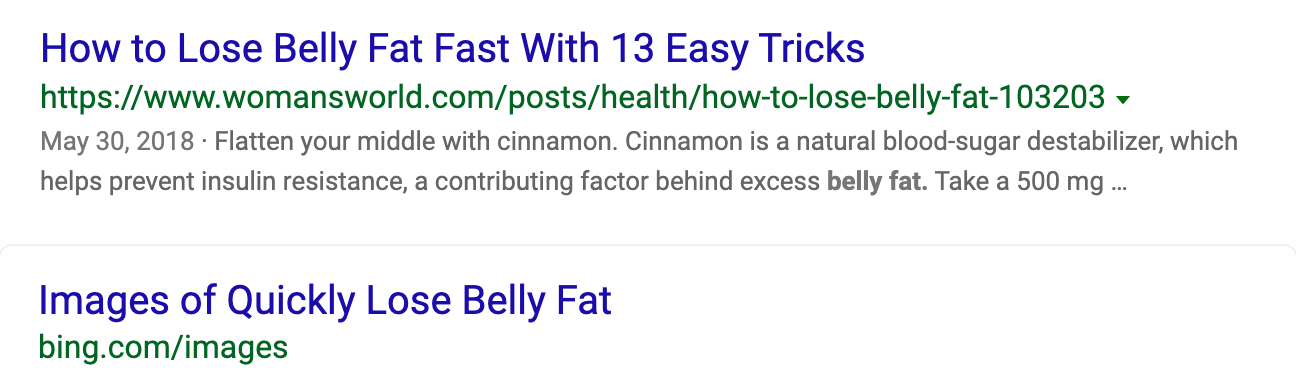 How to Lose Belly Fat Fast With 13 Easy Tricks
https://www.womansworld.com/posts/health/how-to-lose-belly-fat-103203
May 30, 2018 · Flatten your middle with cinnamon. Cinnamon is a natural blood-sugar destabilizer, which
helps prevent insulin resistance, a contributing factor behind excess belly fat. Take a 500 mg ...
Images of Quickly Lose Belly Fat
bing.com/images